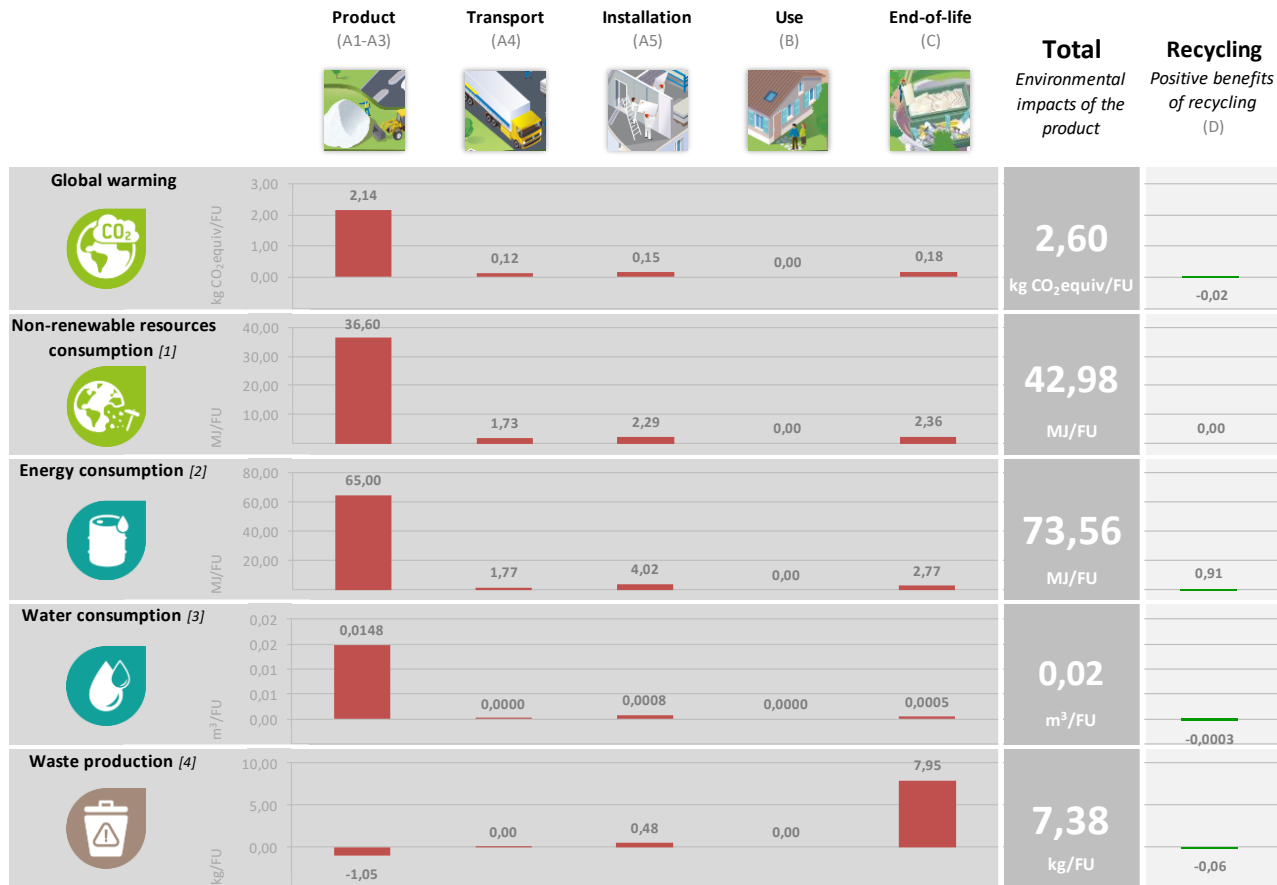 Product
(A1-A3)
Transport
(A4)
Installation
(A5)
Use
(B)
End-of-life
(C)
Total
Environmental
impacts of the
product
Recycling
Positive benefits
of recycling
(D)
Global warming
CO₂
kg CO₂equiv/FU
3,00
2,00
1,00
0,00
2,14
0,12
0,15
0,00
0,18
2,60
kg CO₂equiv/FU
-0,02
Non-renewable resources
consumption [1]
MJ/FU
40,00
30,00
20,00
10,00
36,60
1,73
2,29
0,00
2,36
42,98
MJ/FU
0,00
Energy consumption [2]
MJ/FU
80,00
60,00
40,00
20,00
65,00
1,77
4,02
0,00
2,77
73,56
MJ/FU
0,91
Water consumption [3]
m³/FU
0,02
0,02
0,01
0,01
0,00
0,0148
0,0000
0,0008
0,0000
0,0005
0,02
m³/FU
-0,0003
Waste production [4]
kg/FU
10,00
5,00
0,00
-1,05
0,00
0,48
0,00
7,95
7,38
kg/FU
-0,06